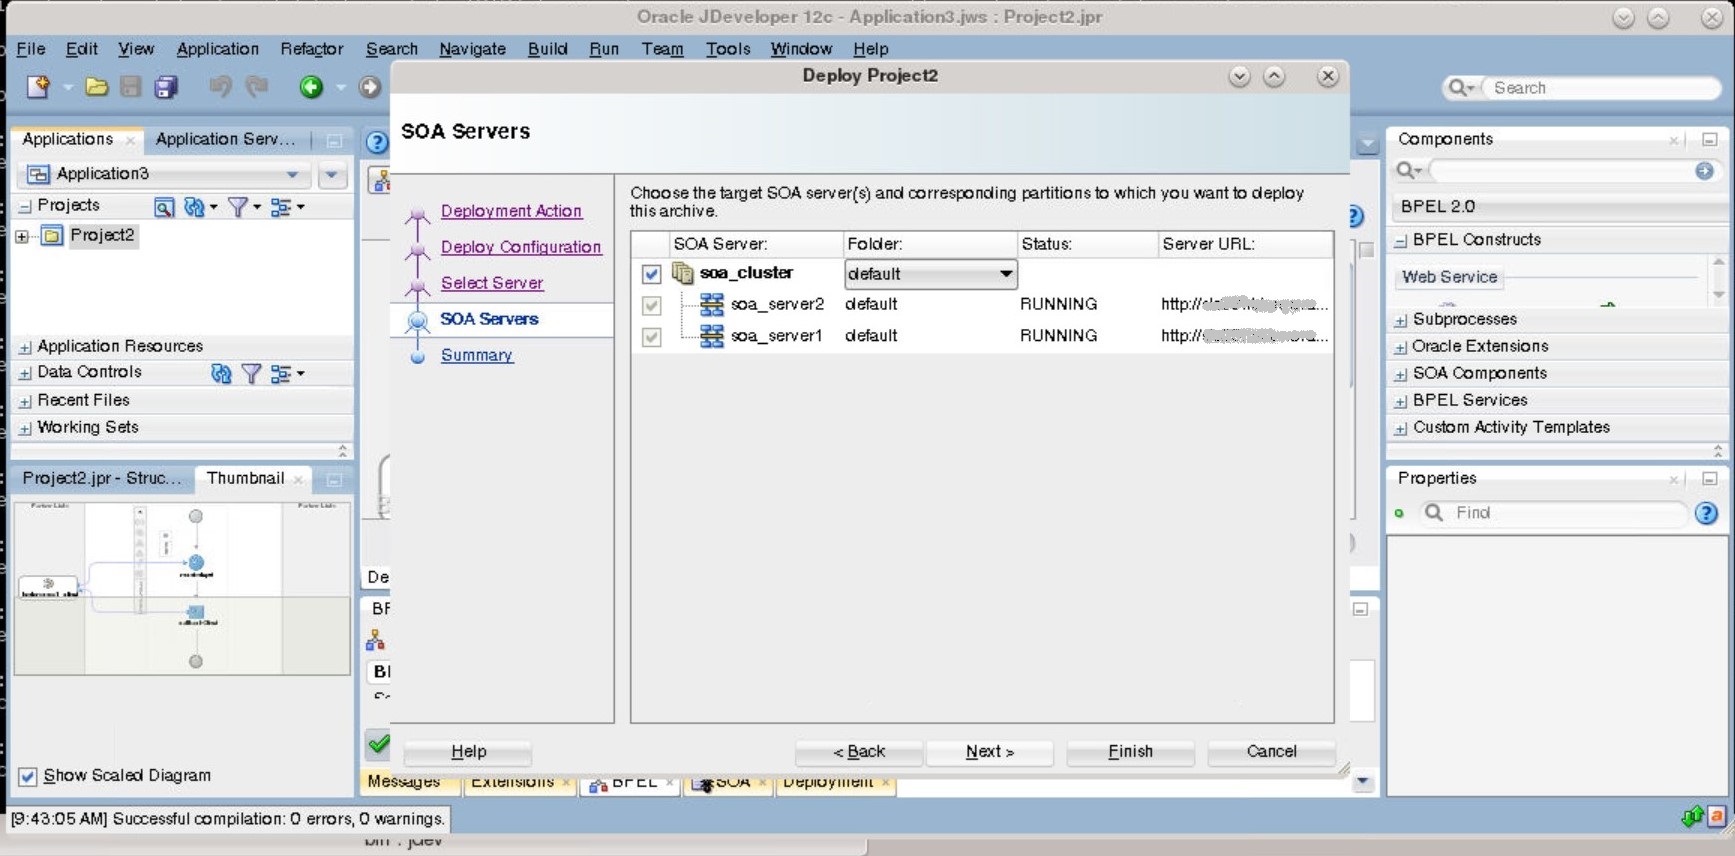 Oracle JDeveloper 12c - Application3.jws : Project2.jpr
File Edit View Application Refactor Search Navigate Build Run Team Tools Window Help
Search
Applications
Application Serv...
Application3
Projects
Project2
Application Resources
Data Controls
Recent Files
Working Sets
Project2.jpr - Struc...
Thumbnail
Show Scaled Diagram
Deploy Project2
SOA Servers
Deployment Action
Deploy Configuration
Select Server
SOA Servers
Summary
Choose the target SOA server(s) and corresponding partitions to which you want to deploy
this archive.
SOA Server: Folder: Status: Server URL:
soa_cluster default
soa_server2 default RUNNING http://
soa_server1 default RUNNING http://
Help < Back Next > Finish Cancel
De
BP
Messages Extensions BPEL SOA Deployment
Components
BPEL 2.0
BPEL Constructs
Web Service
Subprocesses
Oracle Extensions
SOA Components
BPEL Services
Custom Activity Templates
Properties
Find
[9:43:05 AM] Successful compilation: 0 errors, 0 warnings.
bin : jdev